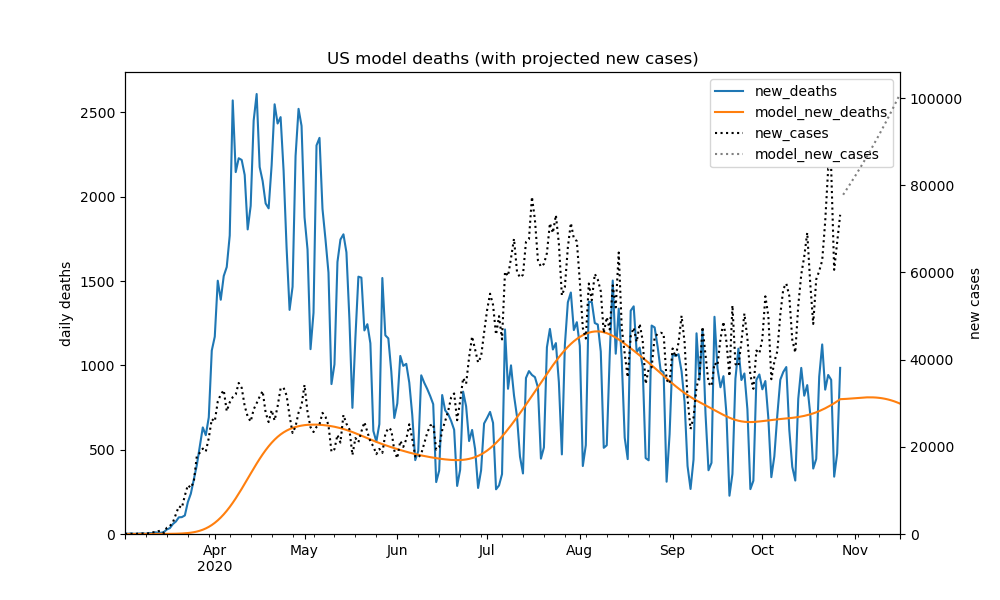 US model deaths (with projected new cases)
new_deaths
model_new_deaths
new_cases
model_new_cases
daily deaths
2500
2000
1500
1000
500
0
100000
80000
60000
40000
20000
0
new cases
Apr
2020
May
Jun
Jul
Aug
Sep
Oct
Nov